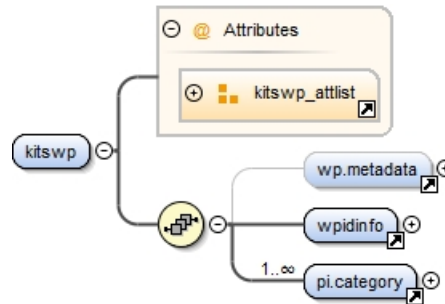 @ Attributes
kitswp_attlist
kitswp
wp.metadata
wpidinfo
1..∞
pi.category